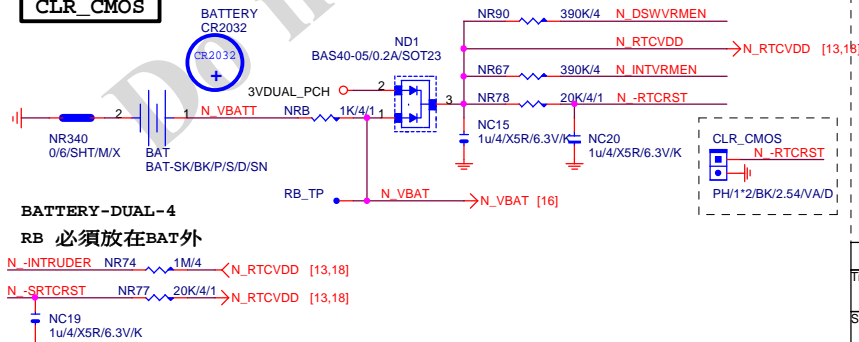 CLR_CMOS
BATTERY
CR2032
CR2032
+
Do n
ND1
BAS40-05/0.2A/SOT23
3VDUAL_PCH
2
1
3
NR90 390K/4 N_DSWVRMEN
N_RTCVDD N_RTCVDD [13,18]
NR67 390K/4 N_INTVRMEN
NR78 20K/4/1 N_-RTCRST
2 1 N_VBATT NRB 1K/4/1
NR340
0/6/SHT/M/X
BAT
BAT-SK/BK/P/S/D/SN
NC15
1u/4/X5R/6.3V/K
NC20
1u/4/X5R/6.3V/K
CLR_CMOS
N_-RTCRST
PH/1*2/BK/2.54/VA/D
RB_TP N_VBAT N_VBAT [16]
BATTERY-DUAL-4
RB 必須放在BAT外
N_-INTRUDER NR74 1M/4 N_RTCVDD [13,18]
N_-SRTCRST NR77 20K/4/1 N_RTCVDD [13,18]
NC19
1u/4/X5R/6.3V/K